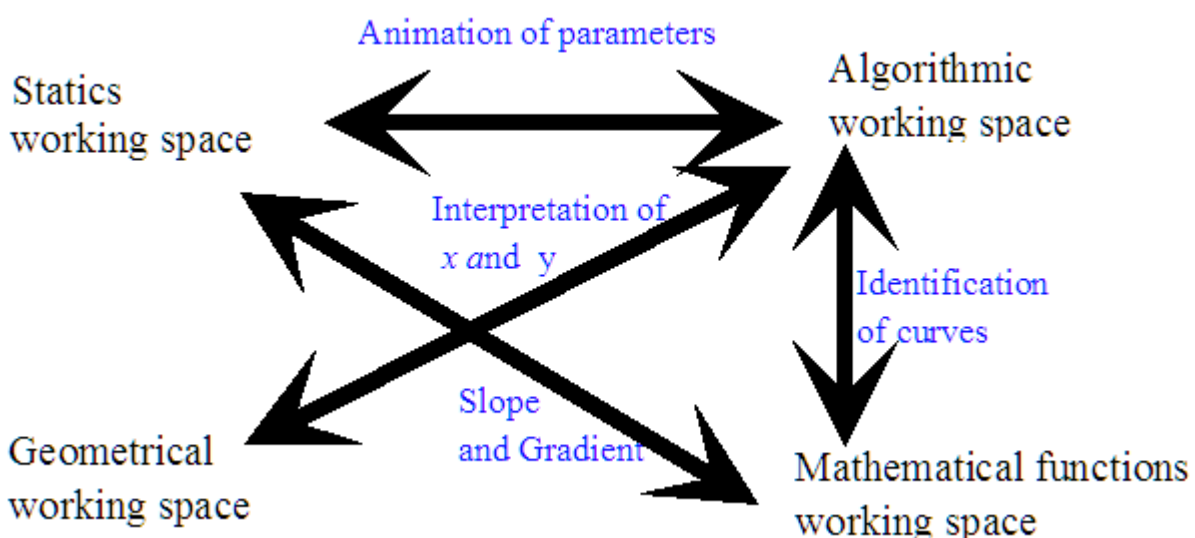 Animation of parameters
Statics
working space
Algorithmic
working space
Interpretation of
x and y
Identification
of curves
Slope
and Gradient
Geometrical
working space
Mathematical functions
working space